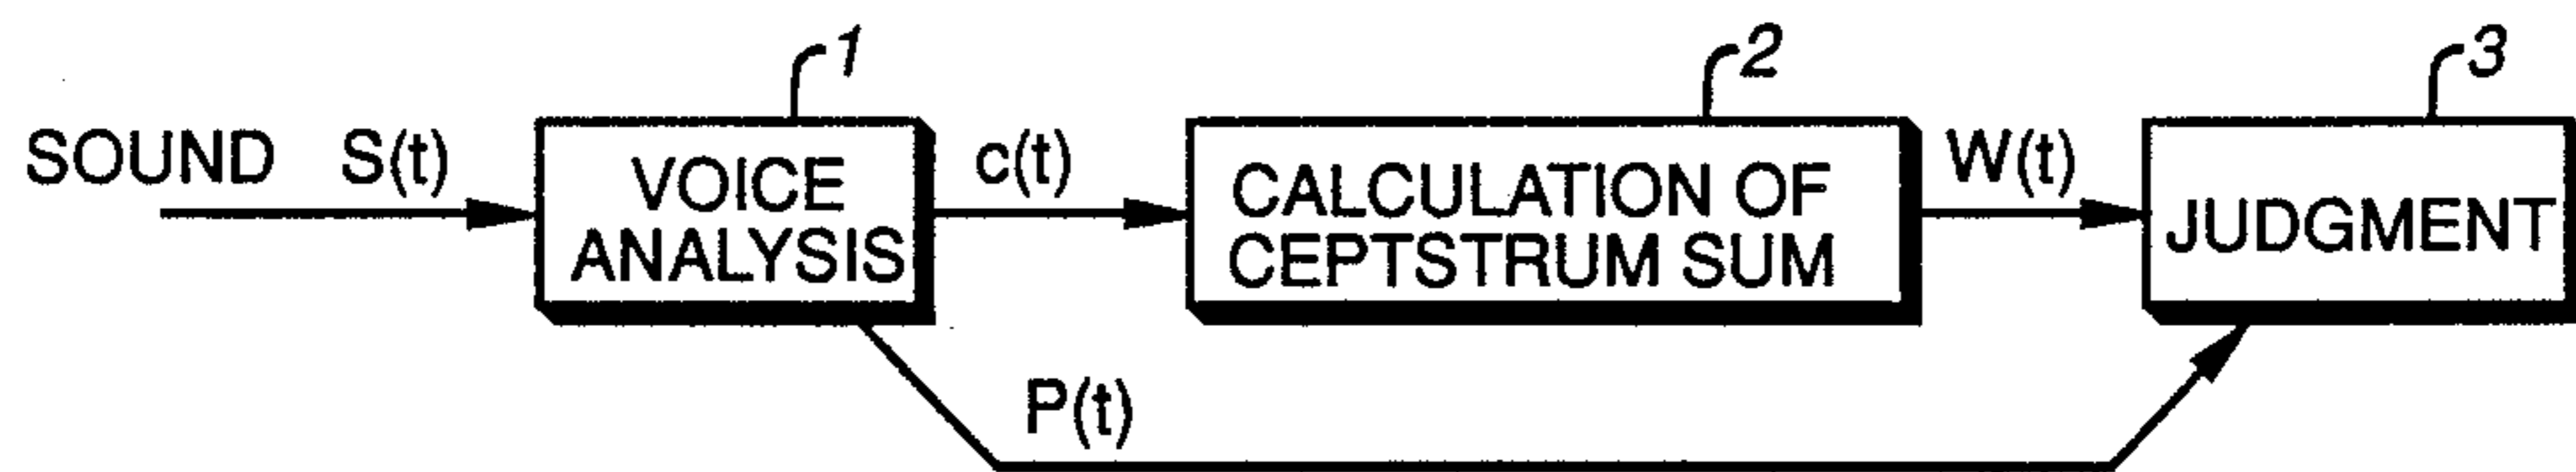 1
2
3
SOUND S(t)
VOICE
ANALYSIS
c(t)
CALCULATION OF
CEPTSTRUM SUM
W(t)
JUDGMENT
P(t)